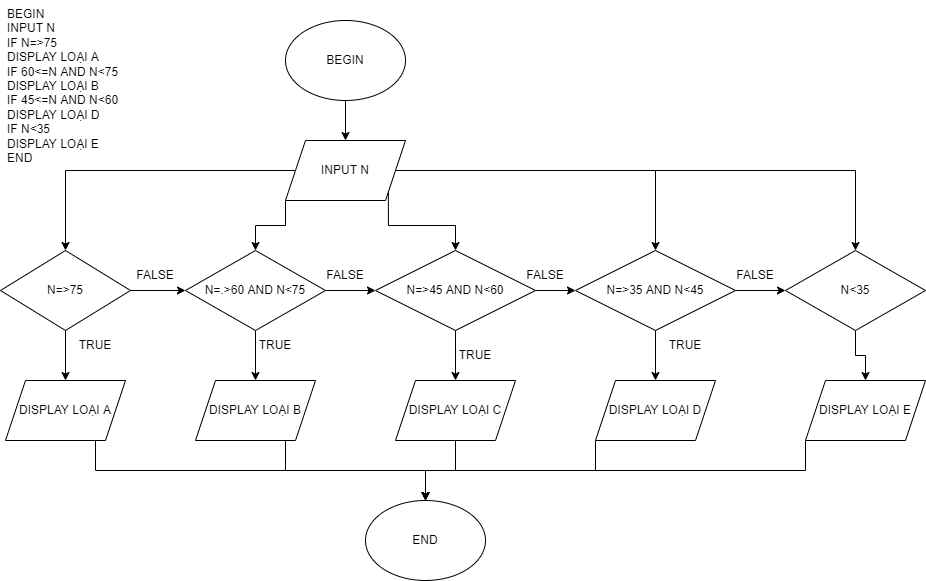 BEGIN
INPUT N
IF N=>75
DISPLAY LOẠI A
IF 60<=N AND N<75
DISPLAY LOẠI B
IF 45<=N AND N<60
DISPLAY LOẠI D
IF N<35
DISPLAY LOẠI E
END
BEGIN
INPUT N
N=>75
FALSE
N=.>60 AND N<75
FALSE
N=>45 AND N<60
FALSE
N=>35 AND N<45
FALSE
N<35
TRUE
TRUE
TRUE
TRUE
DISPLAY LOẠI A
DISPLAY LOẠI B
DISPLAY LOẠI C
DISPLAY LOẠI D
DISPLAY LOẠI E
END